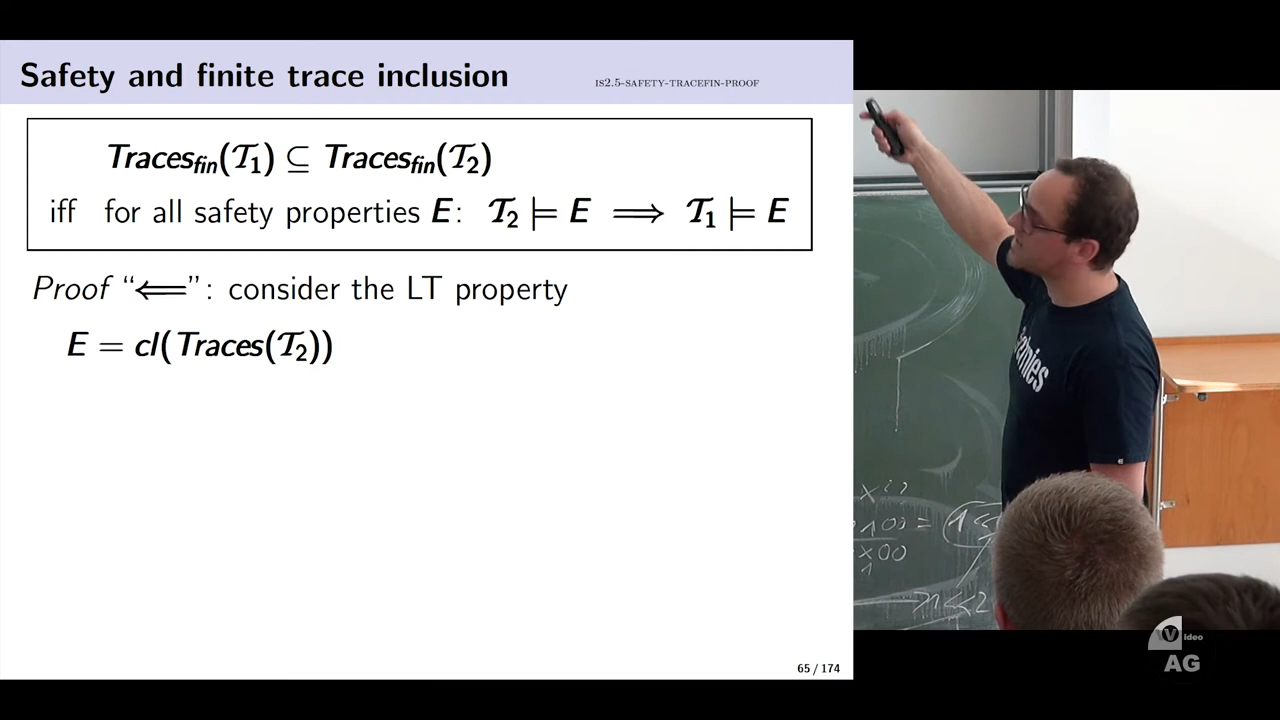 Safety and finite trace inclusion
IS2.5-SAFETY-TRACEFIN-PROOF
Traces_fin(𝒯₁) ⊆ Traces_fin(𝒯₂)
iff for all safety properties E: 𝒯₂ ⊨ E ⟹ 𝒯₁ ⊨ E
Proof “⟸”: consider the LT property
E = cl(Traces(𝒯₂))
65 / 174
Video
AG